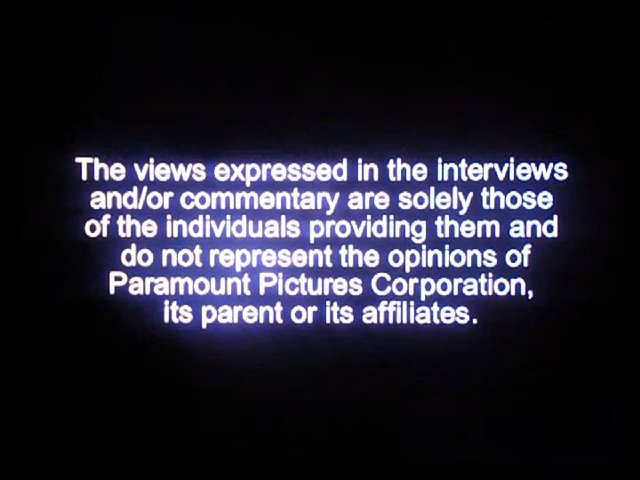 The views expressed in the interviews
and/or commentary are solely those
of the individuals providing them and
do not represent the opinions of
Paramount Pictures Corporation,
its parent or its affiliates.